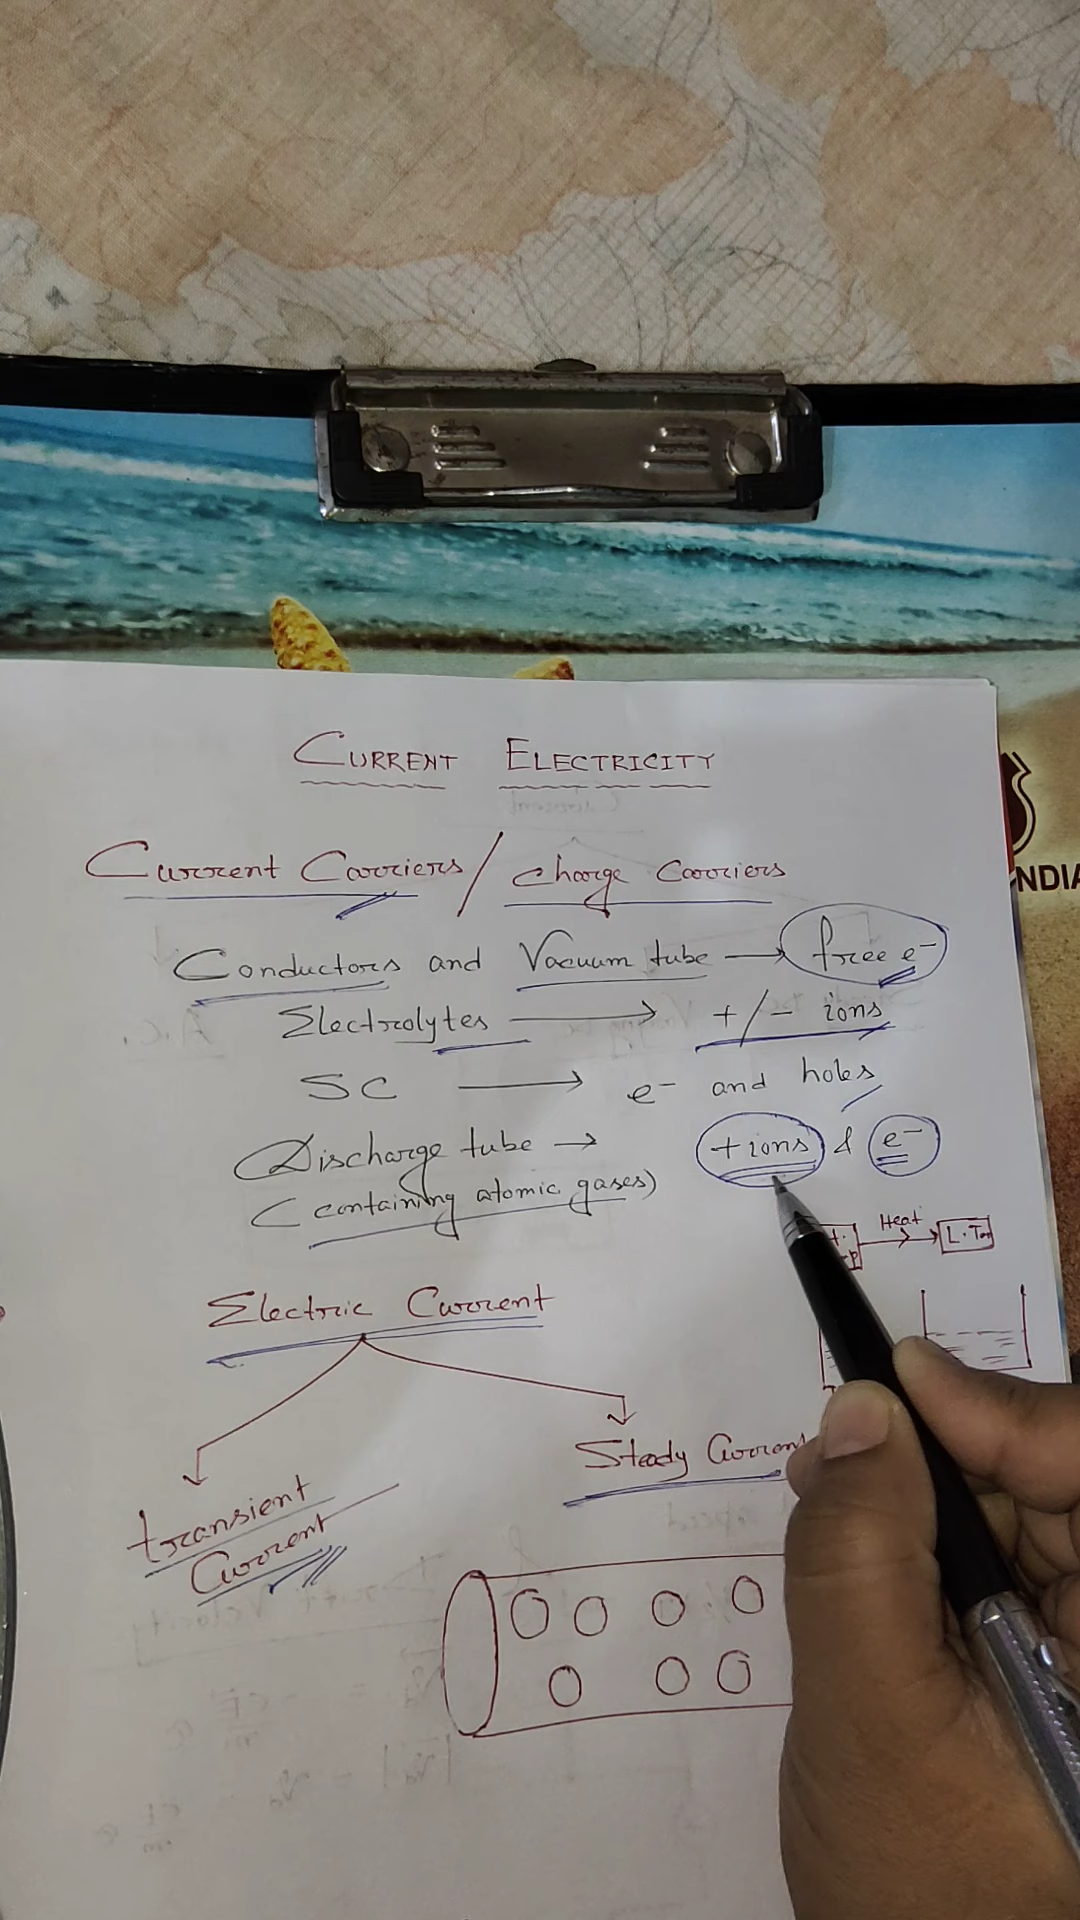 CURRENT ELECTRICITY
Current Carriers / Charge Carriers
Conductors and Vacuum tube → free e⁻
Electrolytes → +/- ions
SC → e⁻ and holes
Discharge tube → + ions & e⁻
(containing atomic gases)
Heat
L.
Electric Current
Steady Current
transient
Current
NDIA